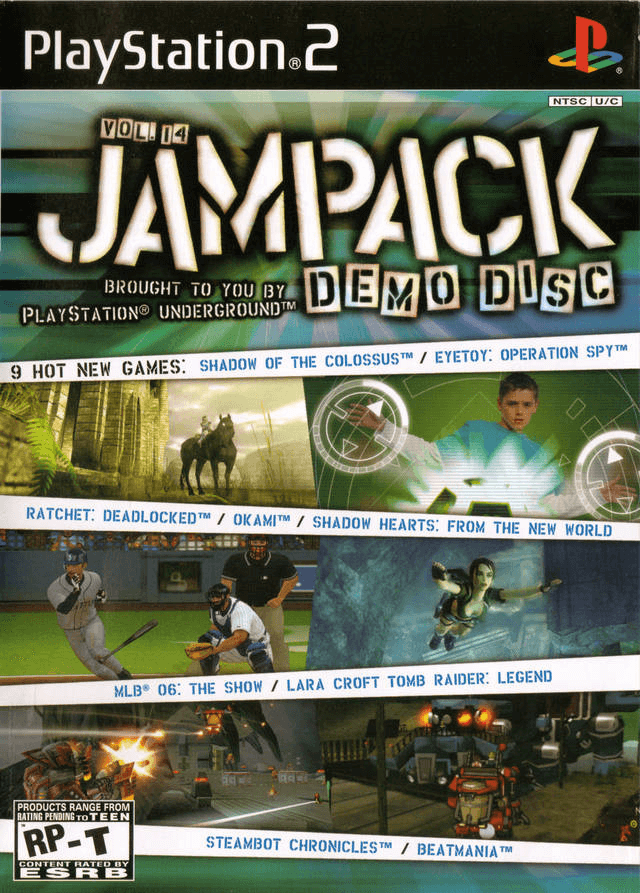 PlayStation®2
®
NTSC U/C
VOL. 14
JAMPACK
DEMO DISC
BROUGHT TO YOU BY
PLAYSTATION® UNDERGROUND™
9 HOT NEW GAMES: SHADOW OF THE COLOSSUS™ / EYETOY: OPERATION SPY™
RATCHET: DEADLOCKED™ / OKAMI™ / SHADOW HEARTS: FROM THE NEW WORLD
MLB® 06: THE SHOW / LARA CROFT TOMB RAIDER: LEGEND
STEAMBOT CHRONICLES™ / BEATMANIA™
PRODUCTS RANGE FROM
RATING PENDING TO TEEN
RP-T
CONTENT RATED BY
ESRB